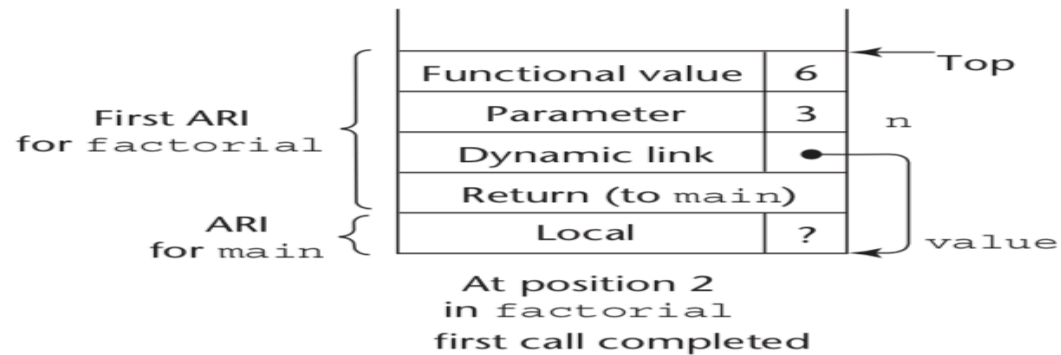 Functional value 6
Top
First ARI
for factorial
Parameter 3
n
Dynamic link
Return (to main)
ARI
for main
Local ?
value
At position 2
in factorial
first call completed